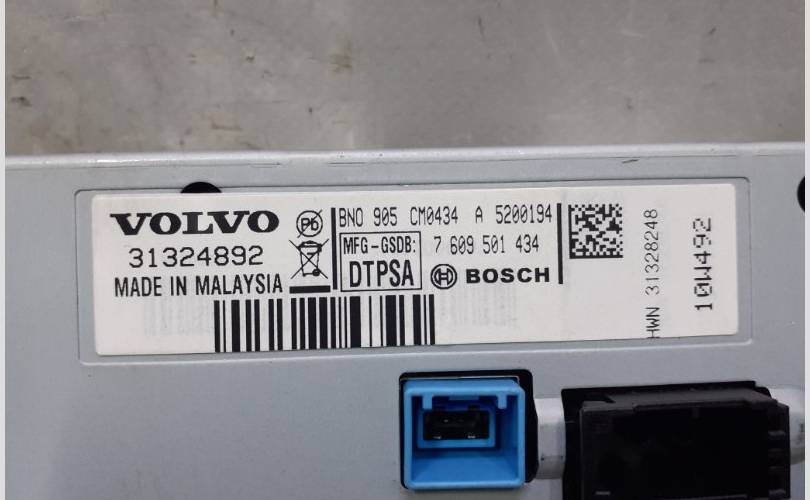 VOLVO
31324892
MADE IN MALAYSIA
Pb
BNO 905 CM0434 A 5200194
MFG-GSDB:
DTPSA
7 609 501 434
BOSCH
HWN 31328248
10W492